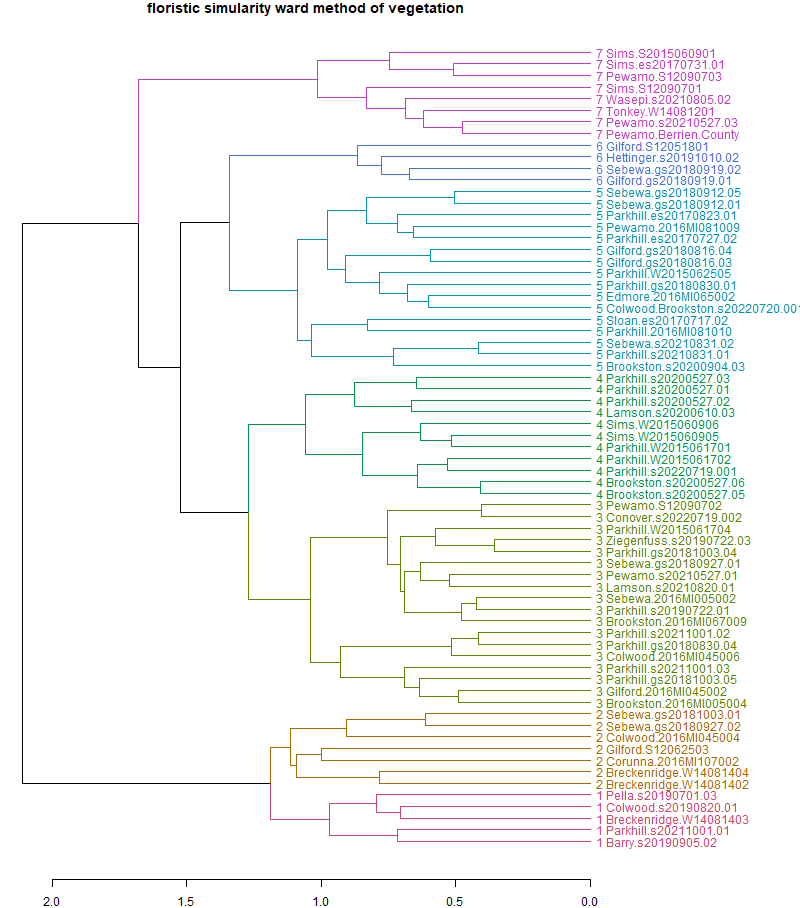 floristic simularity ward method of vegetation
7 Sims.S2015060901
7 Sims.es20170731.01
7 Pewamo.S12090703
7 Sims.S12090701
7 Wasepi.s20210805.02
7 Tonkey.W14081201
7 Pewamo.s20210527.03
7 Pewamo.Berrien.County
6 Gilford.S12051801
6 Hettinger.s20191010.02
6 Sebewa.gs20180919.02
6 Gilford.gs20180919.01
5 Sebewa.gs20180912.05
5 Sebewa.gs20180912.01
5 Parkhill.es20170823.01
5 Pewamo.2016MI081009
5 Parkhill.es20170727.02
5 Gilford.gs20180816.04
5 Gilford.gs20180816.03
5 Parkhill.W2015062505
5 Parkhill.gs20180830.01
5 Edmore.2016MI065002
5 Colwood.Brookston.s20220720.001
5 Sloan.es20170717.02
5 Parkhill.2016MI081010
5 Sebewa.s20210831.02
5 Parkhill.s20210831.01
5 Brookston.s20200904.03
4 Parkhill.s20200527.03
4 Parkhill.s20200527.01
4 Parkhill.s20200527.02
4 Lamson.s20200610.03
4 Sims.W2015060906
4 Sims.W2015060905
4 Parkhill.W2015061701
4 Parkhill.W2015061702
4 Parkhill.s20220719.001
4 Brookston.s20200527.06
4 Brookston.s20200527.05
3 Pewamo.S12090702
3 Conover.s20220719.002
3 Parkhill.W2015061704
3 Ziegenfuss.s20190722.03
3 Parkhill.gs20181003.04
3 Sebewa.gs20180927.01
3 Pewamo.s20210527.01
3 Lamson.s20210820.01
3 Sebewa.2016MI005002
3 Parkhill.s20190722.01
3 Brookston.2016MI067009
3 Parkhill.s20211001.02
3 Parkhill.gs20180830.04
3 Colwood.2016MI045006
3 Parkhill.s20211001.03
3 Parkhill.gs20181003.05
3 Gilford.2016MI045002
3 Brookston.2016MI005004
2 Sebewa.gs20181003.01
2 Sebewa.gs20180927.02
2 Colwood.2016MI045004
2 Gilford.S12062503
2 Corunna.2016MI107002
2 Breckenridge.W14081404
2 Breckenridge.W14081402
1 Pella.s20190701.03
1 Colwood.s20190820.01
1 Breckenridge.W14081403
1 Parkhill.s20211001.01
1 Barry.s20190905.02
2.0 1.5 1.0 0.5 0.0